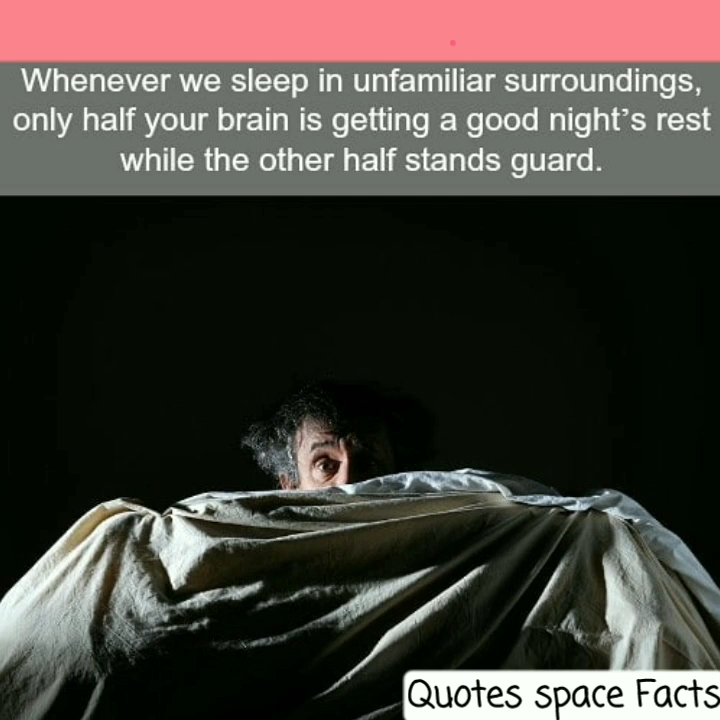 Whenever we sleep in unfamiliar surroundings,
only half your brain is getting a good night’s rest
while the other half stands guard.
Quotes space Facts